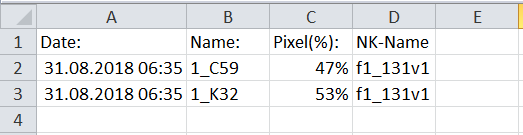 A B C D E
1 Date: Name: Pixel(%): NK-Name
2 31.08.2018 06:35 1_C59 47% f1_131v1
3 31.08.2018 06:35 1_K32 53% f1_131v1